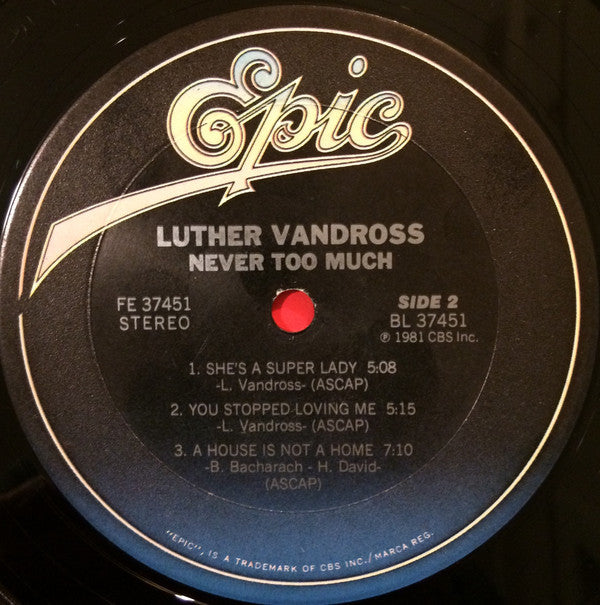 Epic
LUTHER VANDROSS
NEVER TOO MUCH
FE 37451
STEREO
SIDE 2
BL 37451
℗ 1981 CBS Inc.
1. SHE'S A SUPER LADY 5:08
-L. Vandross- (ASCAP)
2. YOU STOPPED LOVING ME 5:15
-L. Vandross- (ASCAP)
3. A HOUSE IS NOT A HOME 7:10
-B. Bacharach - H. David-
(ASCAP)
"EPIC", IS A TRADEMARK OF CBS INC./MARCA REG.